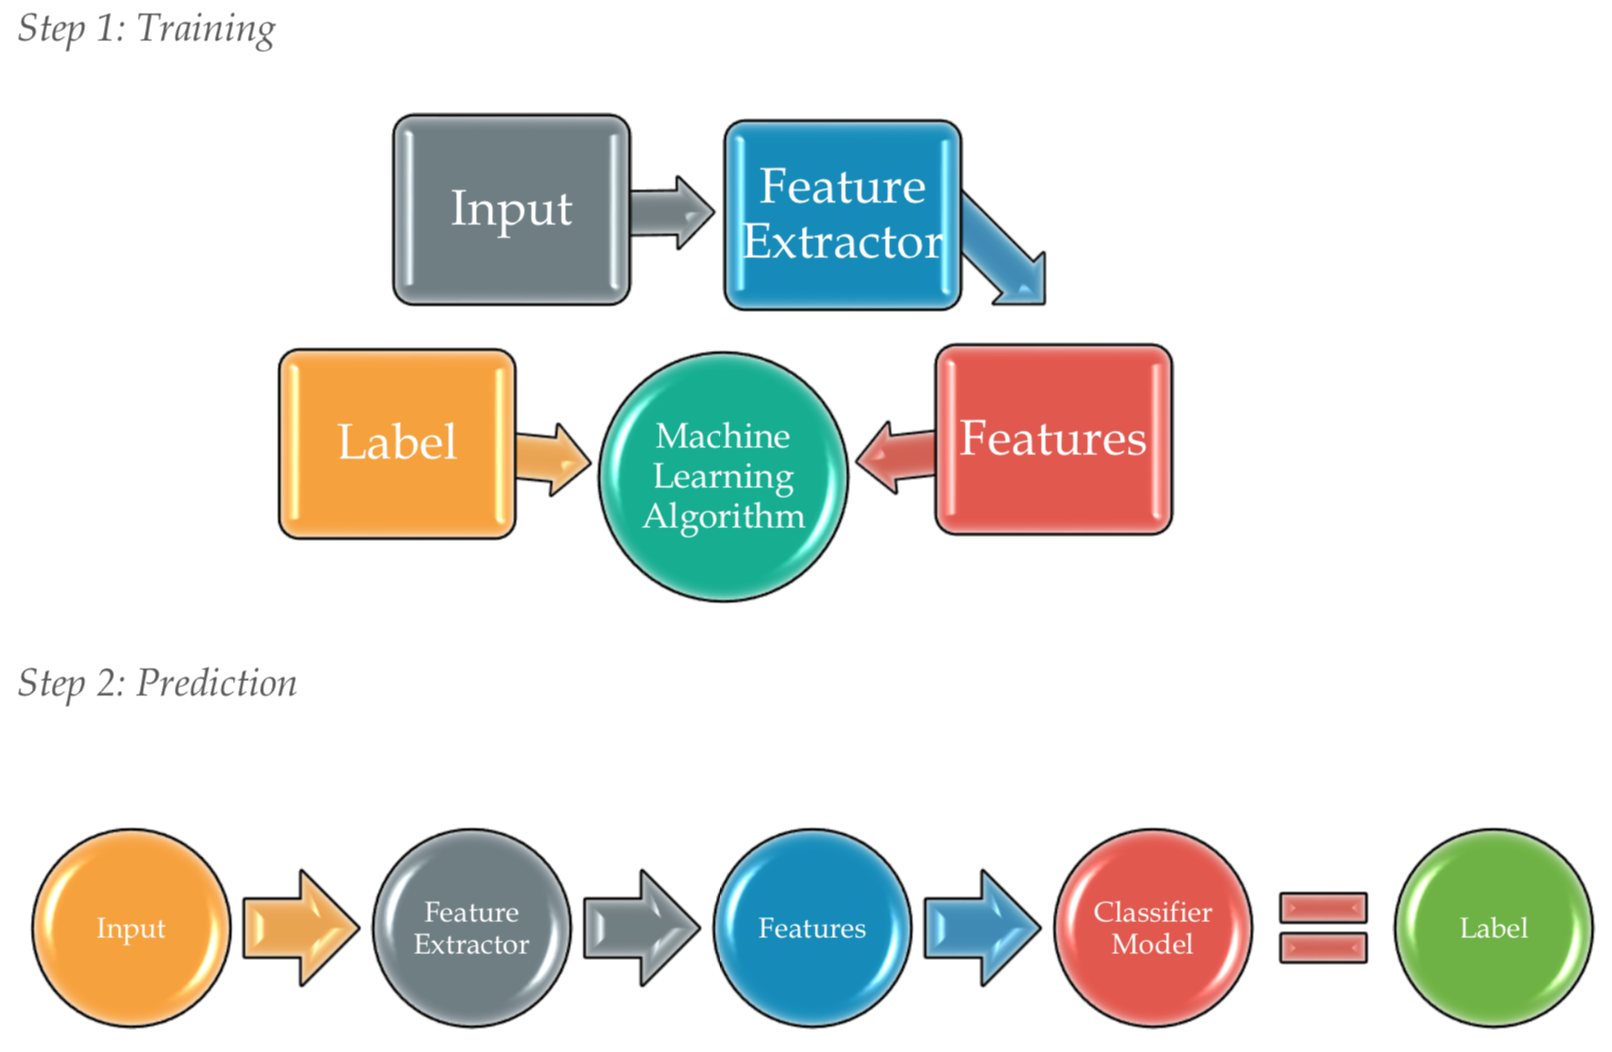 Step 1: Training
Input
Feature
Extractor
Label
Machine
Learning
Algorithm
Features
Step 2: Prediction
Input
Feature
Extractor
Features
Classifier
Model
Label